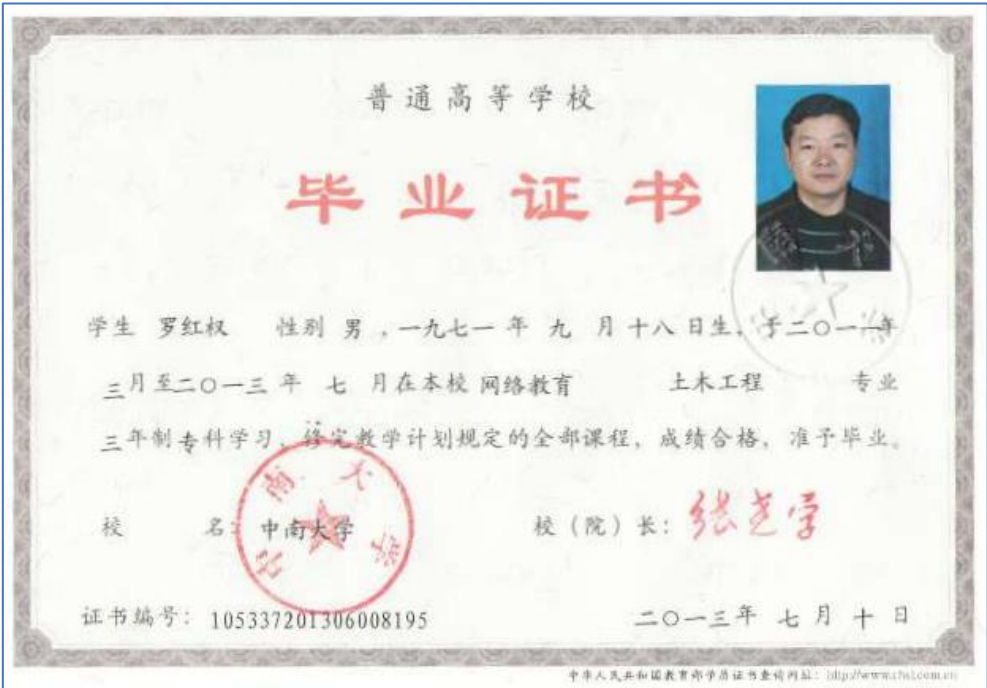 普通高等学校
毕业证书
学生 罗红权 性别 男 ，一九七一 年 九 月 十八 日生，于二〇一一年
三月至二〇一三 年 七 月在本校 网络教育 土木工程 专业
三年制 专科学习，修完教学计划规定的全部课程，成绩合格，准予毕业。
校 名： 中南大学 校（院）长： 张尧学
中南大学
证书编号： 105337201306008195 二〇一三年 七 月 十 日
中华人民共和国教育部学历证书查询网址： http://www.chsi.com.cn